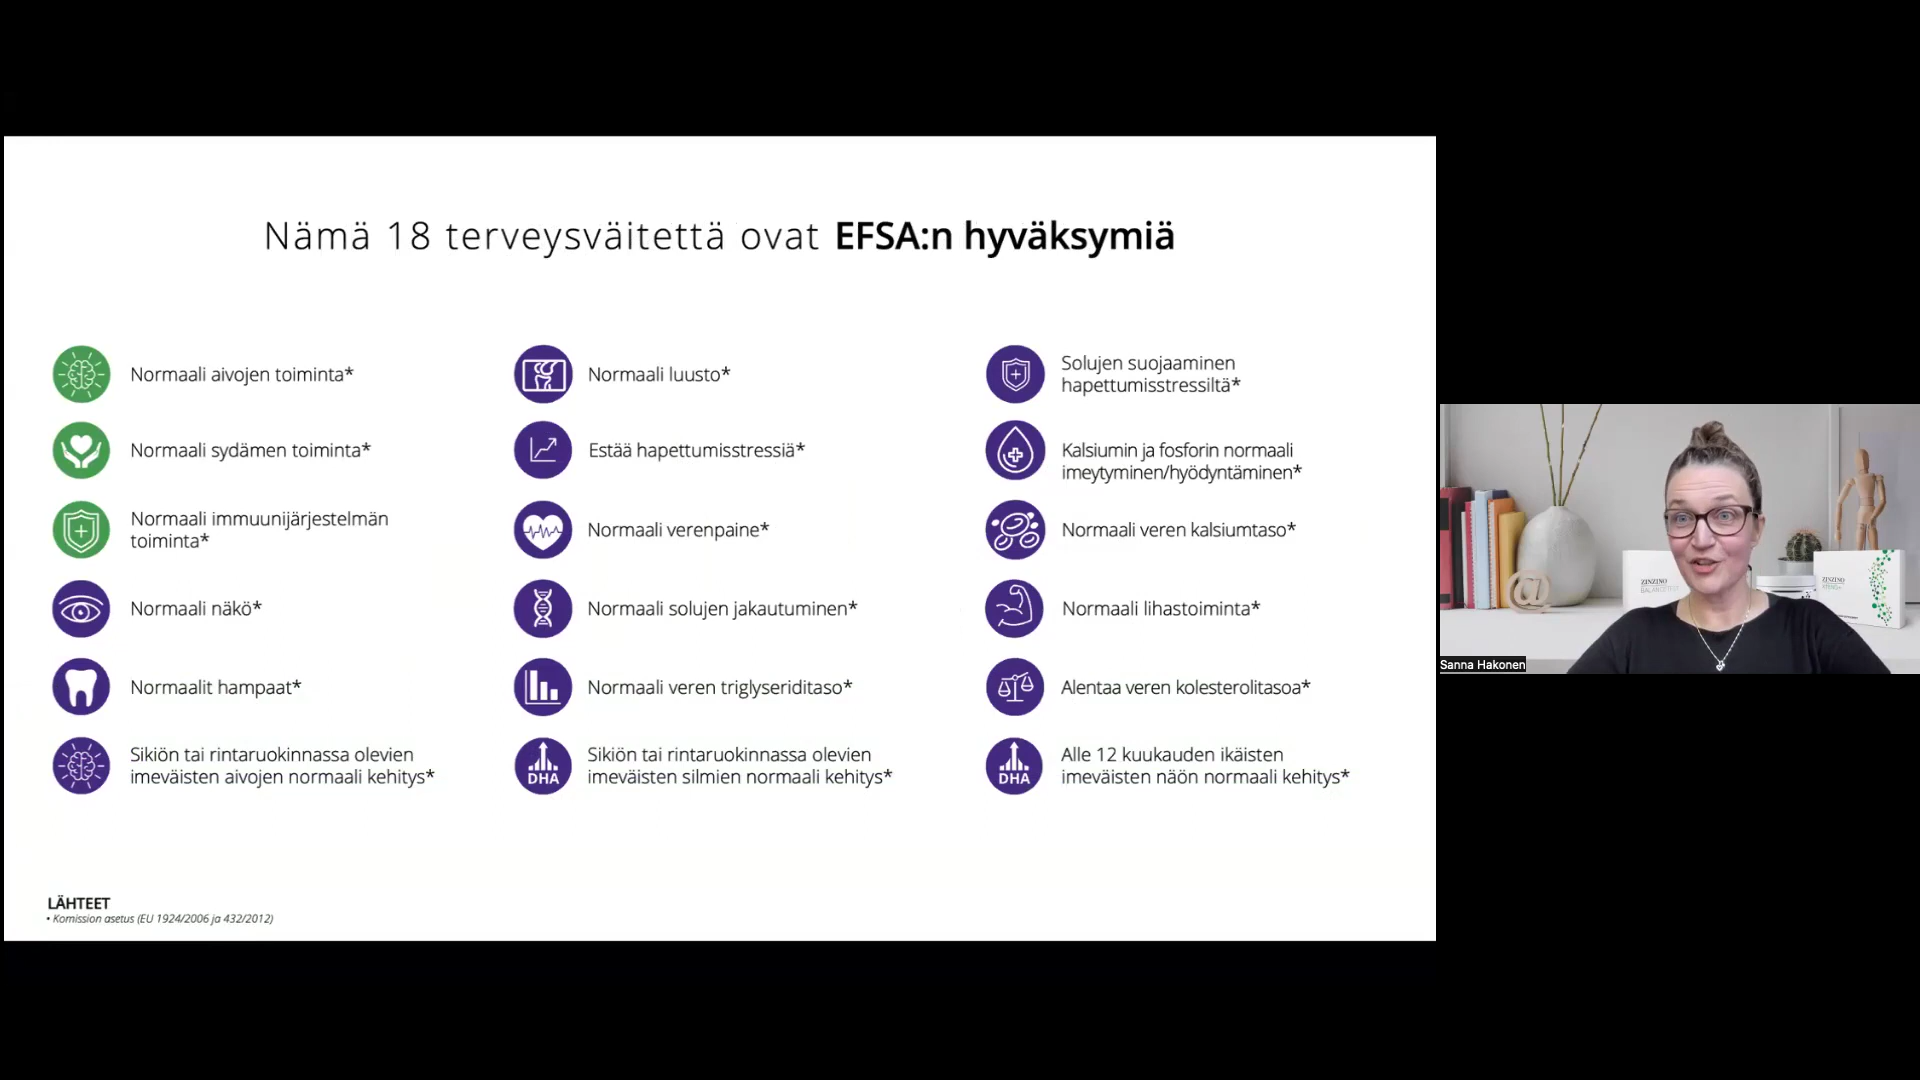 Nämä 18 terveysväitettä ovat EFSA:n hyväksymiä
Normaali aivojen toiminta*
Normaali sydämen toiminta*
Normaali immuunijärjestelmän
toiminta*
Normaali näkö*
Normaalit hampaat*
Sikiön tai rintaruokinnassa olevien
imeväisten aivojen normaali kehitys*
Normaali luusto*
Estää hapettumisstressiä*
Normaali verenpaine*
Normaali solujen jakautuminen*
Normaali veren triglyseriditaso*
DHA
Sikiön tai rintaruokinnassa olevien
imeväisten silmien normaali kehitys*
Solujen suojaaminen
hapettumisstressiltä*
Kalsiumin ja fosforin normaali
imeytyminen/hyödyntäminen*
Normaali veren kalsiumtaso*
Normaali lihastoiminta*
Alentaa veren kolesterolitasoa*
DHA
Alle 12 kuukauden ikäisten
imeväisten näön normaali kehitys*
LÄHTEET
• Komission asetus (EU 1924/2006 ja 432/2012)
@
ZINZINO
ZINZINO
Sanna Hakonen